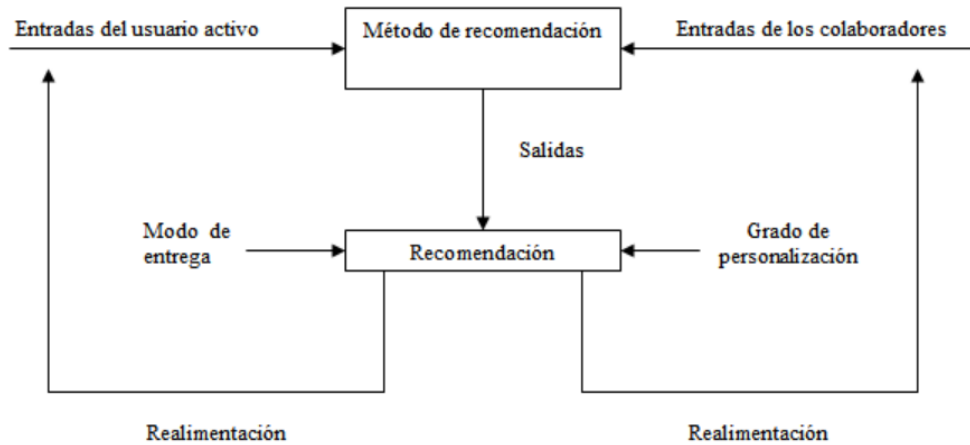 Entradas del usuario activo
Método de recomendación
Entradas de los colaboradores
Salidas
Modo de
entrega
Recomendación
Grado de
personalización
Realimentación
Realimentación